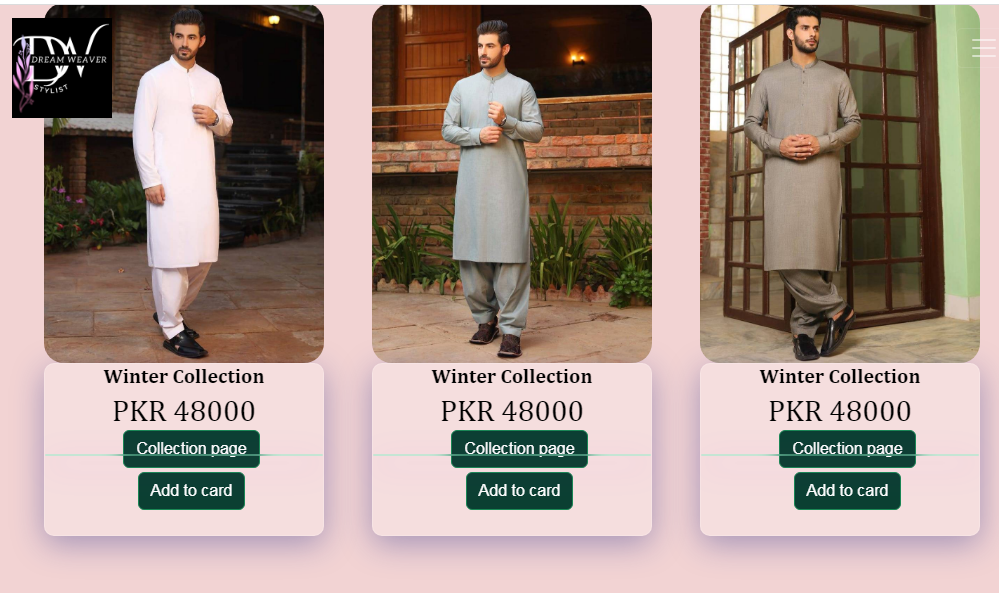 DW
DREAM WEAVER
STYLIST
Winter Collection
PKR 48000
Collection page
Add to card
Winter Collection
PKR 48000
Collection page
Add to card
Winter Collection
PKR 48000
Collection page
Add to card